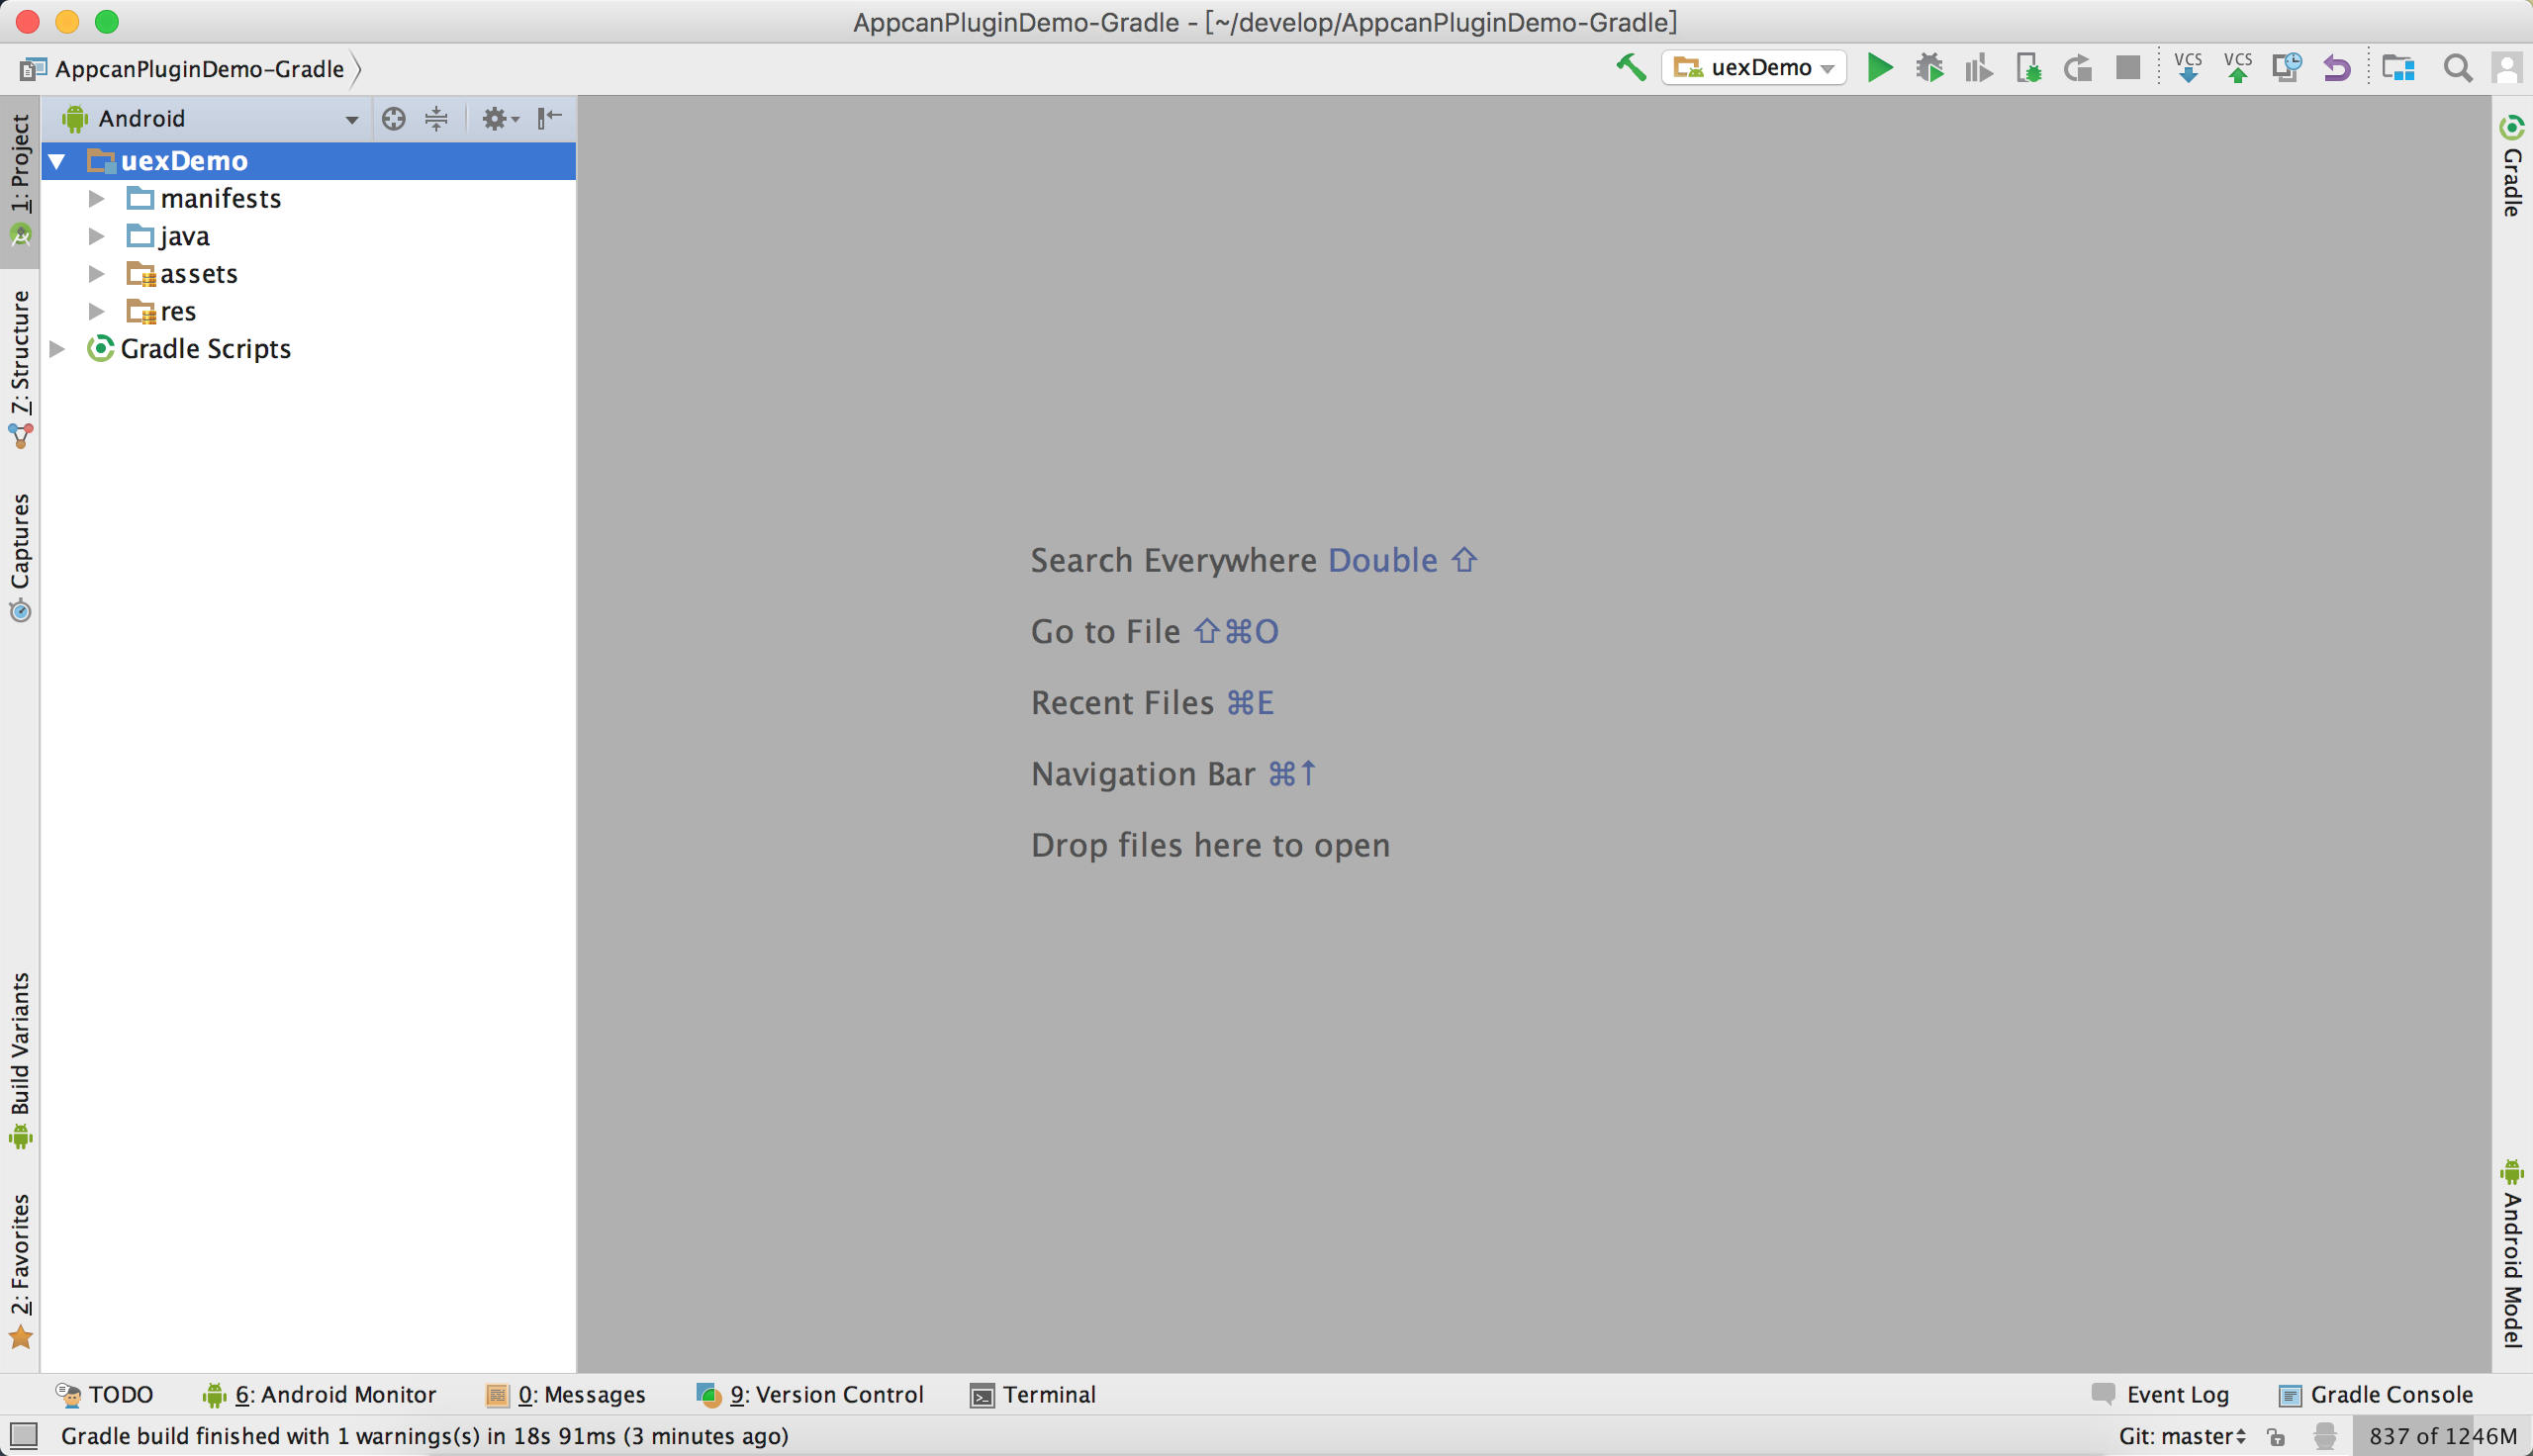 AppcanPluginDemo-Gradle - [~/develop/AppcanPluginDemo-Gradle]
AppcanPluginDemo-Gradle
uexDemo
VCS
VCS
1: Project
Android
uexDemo
manifests
java
assets
res
Gradle Scripts
7: Structure
Captures
Build Variants
2: Favorites
Search Everywhere Double ⇧
Go to File ⇧⌘O
Recent Files ⌘E
Navigation Bar ⌘↑
Drop files here to open
Gradle
Android Model
TODO
6: Android Monitor
0: Messages
9: Version Control
Terminal
Event Log
Gradle Console
Gradle build finished with 1 warnings(s) in 18s 91ms (3 minutes ago)
Git: master
837 of 1246M